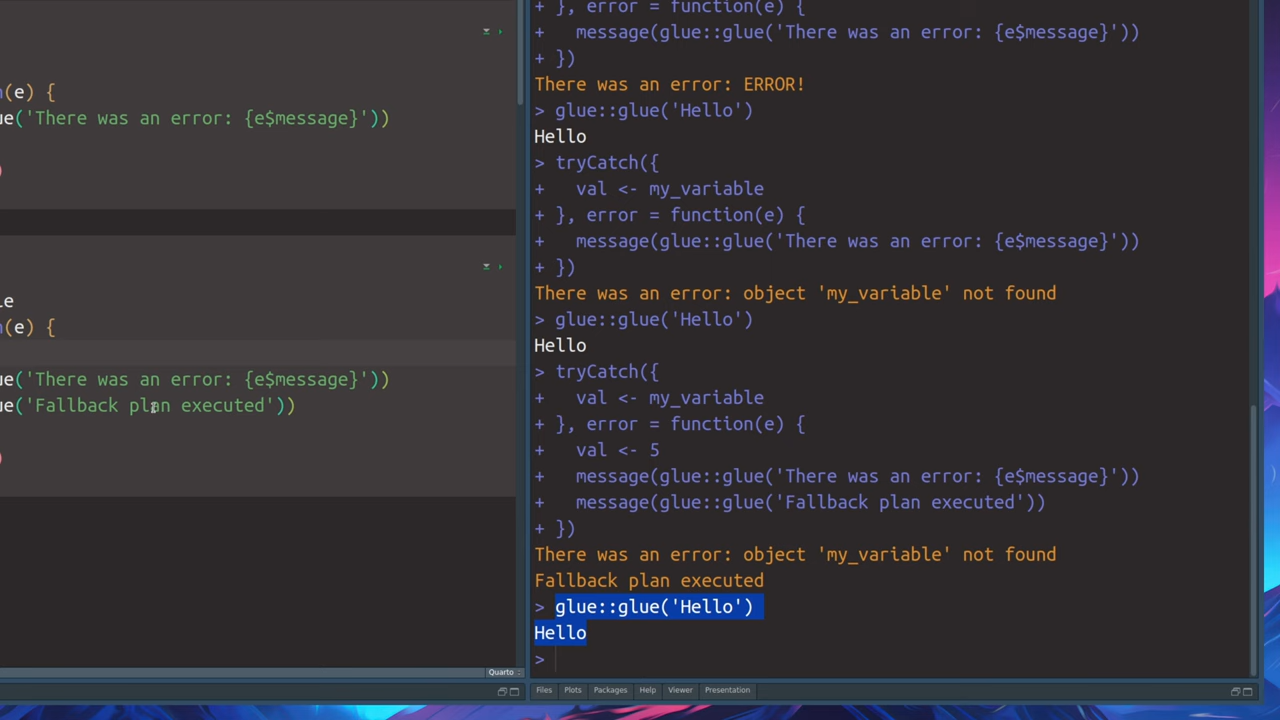 (e) {
ue('There was an error: {e$message}'))
)
le
(e) {
ue('There was an error: {e$message}'))
ue('Fallback plan executed'))
)
Quarto
+ }, error = function(e) {
+   message(glue::glue('There was an error: {e$message}'))
+ })
There was an error: ERROR!
> glue::glue('Hello')
Hello
> tryCatch({
+   val <- my_variable
+ }, error = function(e) {
+   message(glue::glue('There was an error: {e$message}'))
+ })
There was an error: object 'my_variable' not found
> glue::glue('Hello')
Hello
> tryCatch({
+   val <- my_variable
+ }, error = function(e) {
+   val <- 5
+   message(glue::glue('There was an error: {e$message}'))
+   message(glue::glue('Fallback plan executed'))
+ })
There was an error: object 'my_variable' not found
Fallback plan executed
> glue::glue('Hello')
Hello
>
Files Plots Packages Help Viewer Presentation